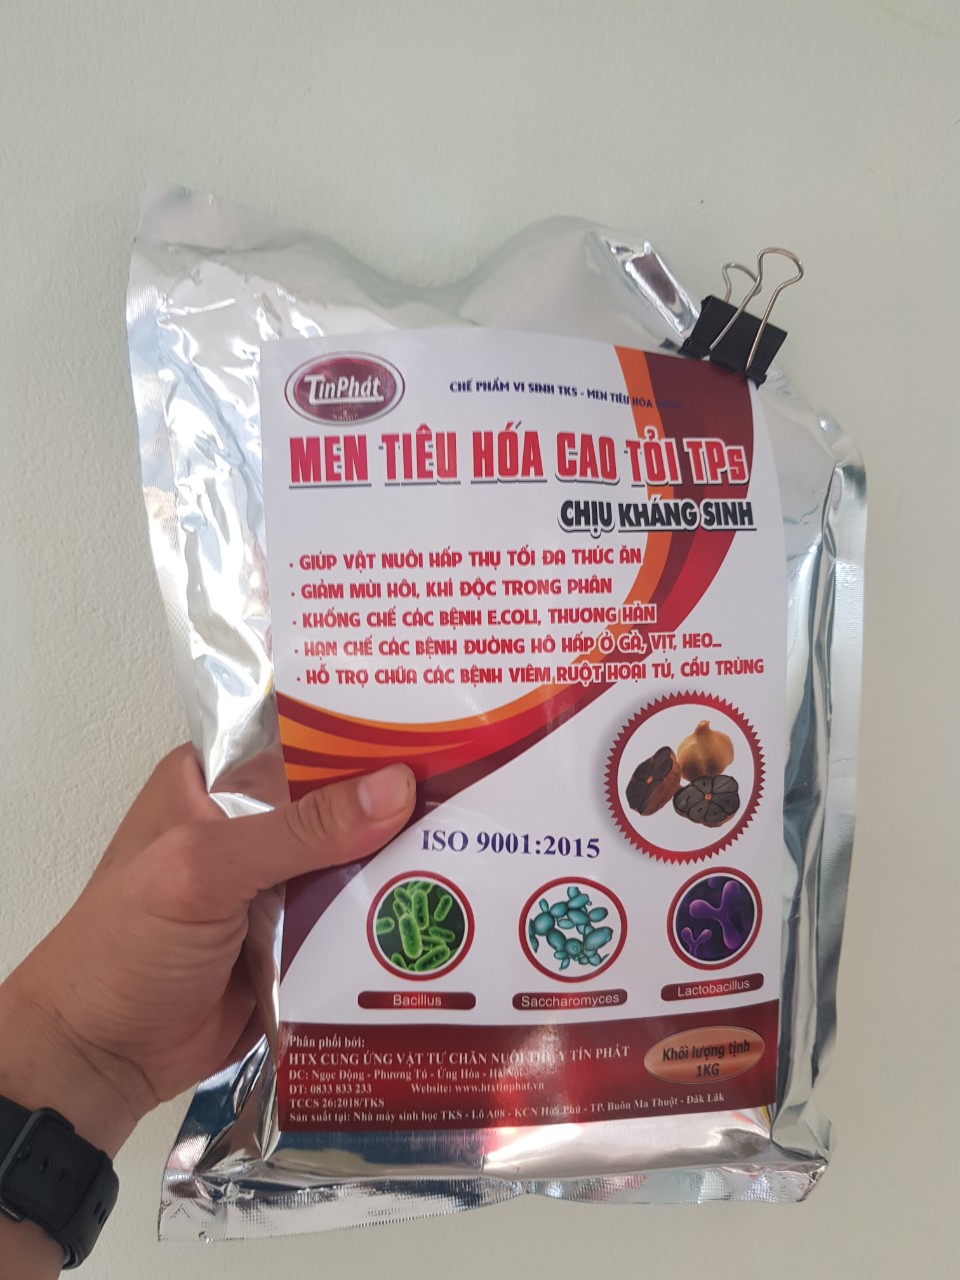 TínPhát
CHẾ PHẨM VI SINH TKS - MEN TIÊU HÓA
MEN TIÊU HÓA CAO TỎI TPs
CHỊU KHÁNG SINH
• GIÚP VẬT NUÔI HẤP THỤ TỐI ĐA THỨC ĂN
• GIẢM MÙI HÔI, KHÍ ĐỘC TRONG PHÂN
• KHỐNG CHẾ CÁC BỆNH E.COLI, THƯƠNG HÀN
• HẠN CHẾ CÁC BỆNH ĐƯỜNG HÔ HẤP Ở GÀ, VỊT, HEO...
• HỖ TRỢ CHỮA CÁC BỆNH VIÊM RUỘT HOẠI TỬ, CẦU TRÙNG
ISO 9001:2015
Bacillus
Saccharomyces
Lactobacillus
Phân phối bởi:
HTX CUNG ỨNG VẬT TƯ CHĂN NUÔI THÚ Y TÍN PHÁT
ĐC: Ngọc Động - Phương Tú - Ứng Hòa - Hà Nội
ĐT: 0833 833 233 Website: www.htxtinphat.vn
TCCS 26:2018/TKS
Sản xuất tại: Nhà máy sinh học TKS - Lô A08 - KCN Hòa Phú - TP. Buôn Ma Thuột - Đăk Lăk
Khối lượng tịnh
1KG